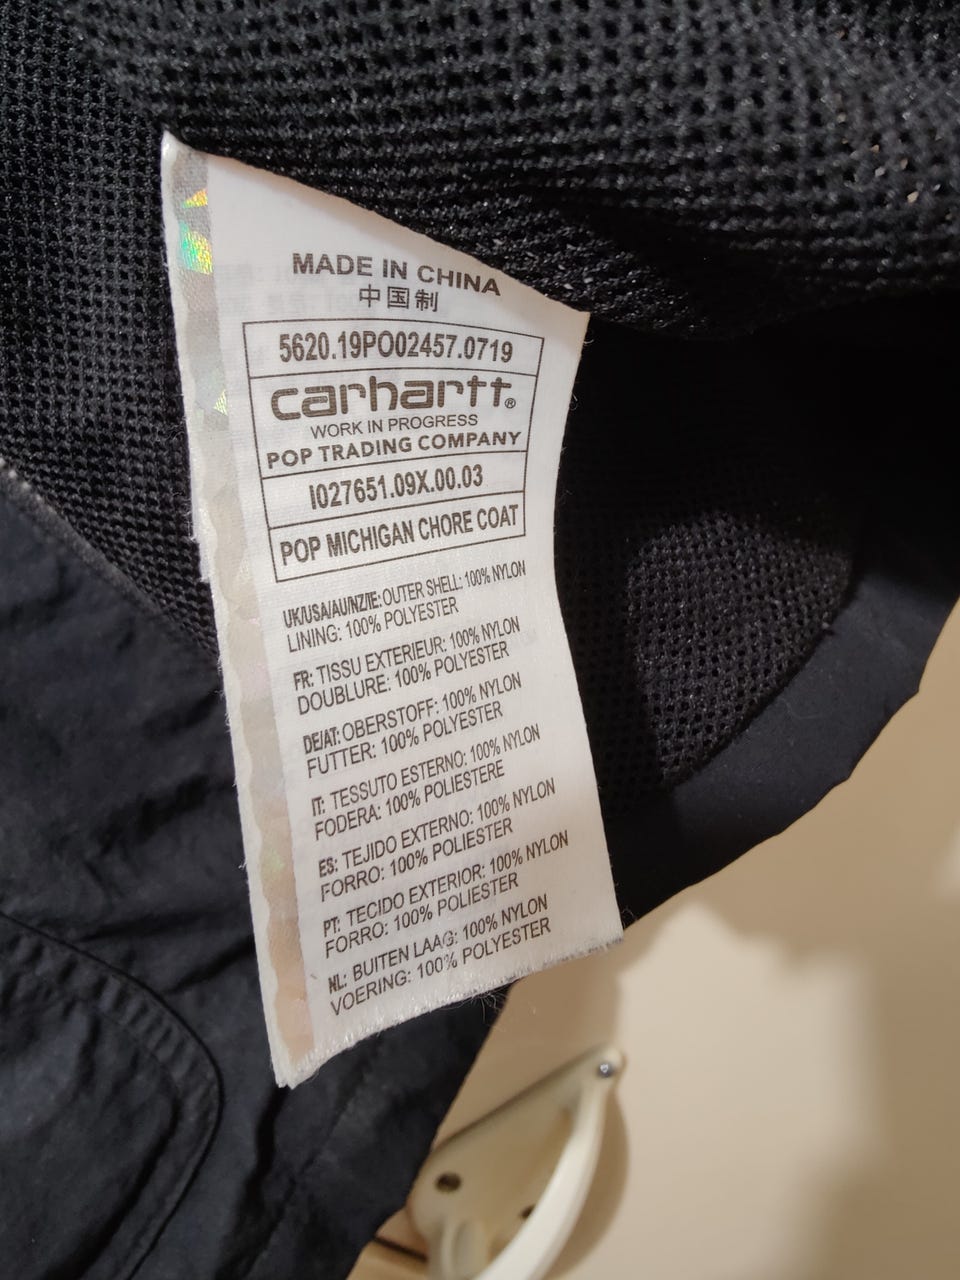 MADE IN CHINA
中国制
5620.19PO02457.0719
carhartt®
WORK IN PROGRESS
POP TRADING COMPANY
I027651.09X.00.03
POP MICHIGAN CHORE COAT
UK/USA/AU/NZ/IE: OUTER SHELL: 100% NYLON
LINING: 100% POLYESTER
FR: TISSU EXTERIEUR: 100% NYLON
DOUBLURE: 100% POLYESTER
DE/AT: OBERSTOFF: 100% NYLON
FUTTER: 100% POLYESTER
IT: TESSUTO ESTERNO: 100% NYLON
FODERA: 100% POLIESTERE
ES: TEJIDO EXTERNO: 100% NYLON
FORRO: 100% POLIESTER
PT: TECIDO EXTERIOR: 100% NYLON
FORRO: 100% POLIESTER
NL: BUITEN LAAG: 100% NYLON
VOERING: 100% POLYESTER